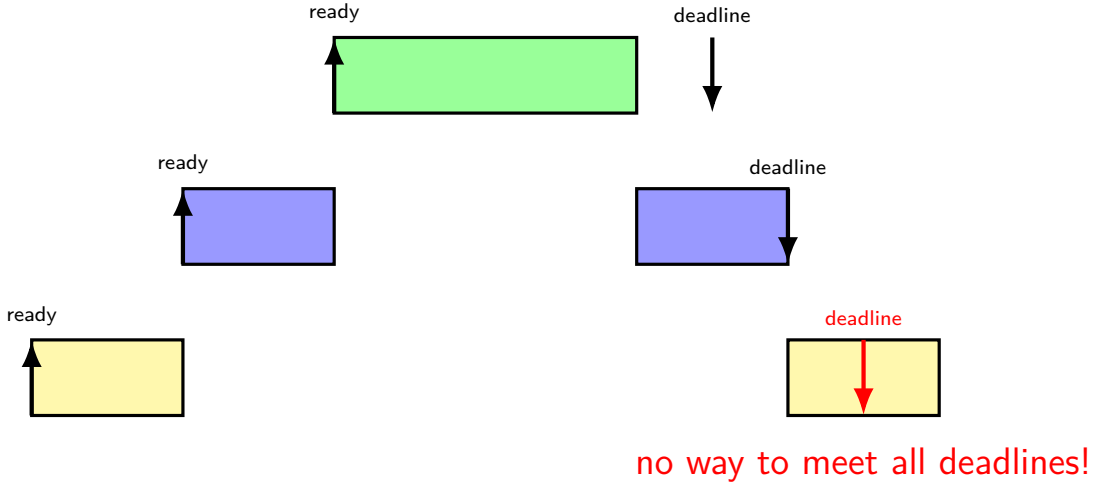 ready
deadline
ready
deadline
ready
deadline
no way to meet all deadlines!